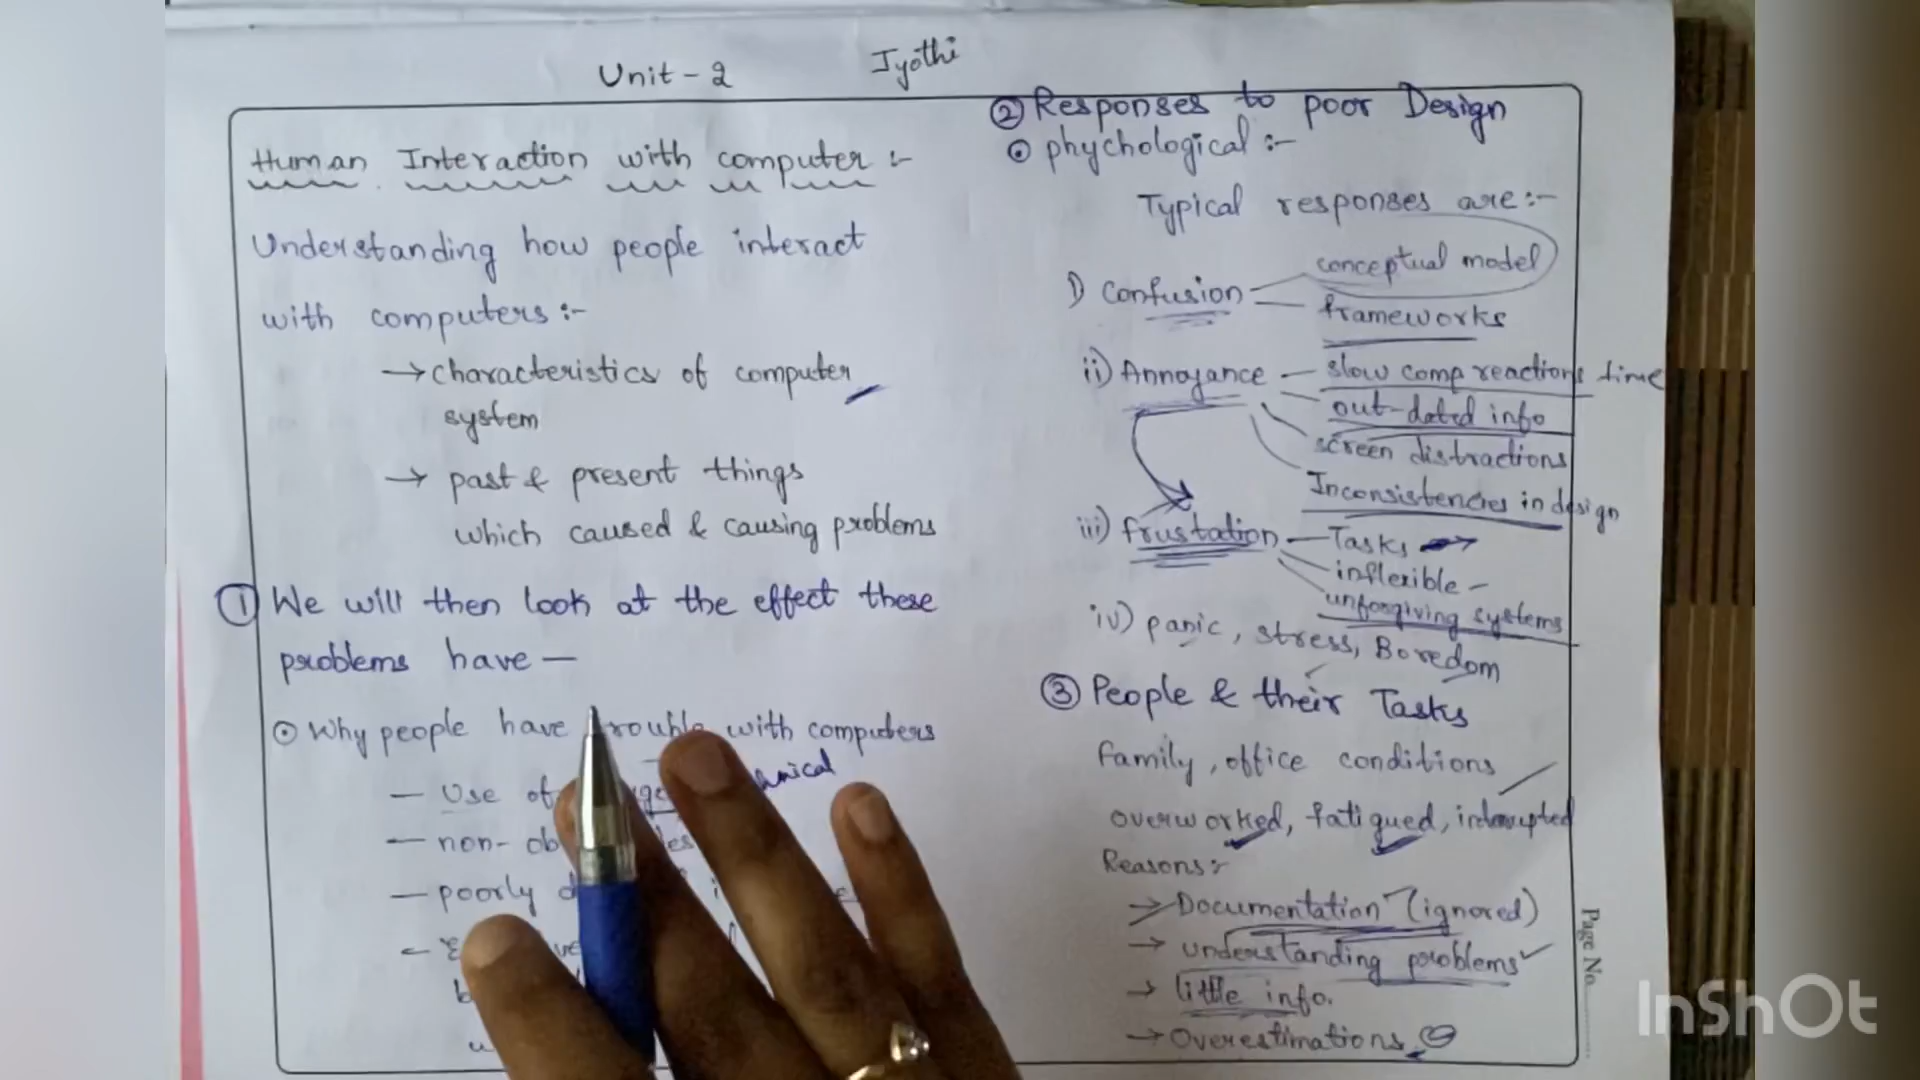 Unit - 2
Jyothi
Human Interaction with computer :-
Understanding how people interact
with computers :-
→ characteristics of computer
system
→ past & present things
which caused & causing problems
① We will then look at the effect these
problems have —
⊙ Why people have trouble with computers
— Use of
— non-ob
— poorly
② Responses to poor Design
⊙ phychological :-
Typical responses are :-
i) Confusion — conceptual model
— frameworks
ii) Annoyance — slow comp reactions time
out-dated info
screen distractions
Inconsistencies in design
iii) frustation — Tasks →
inflexible —
unforgiving systems
iv) panic, stress, Boredom
③ People & their Tasks
family, office conditions
overworked, fatigued, interrupted
Reasons :-
→ Documentation (ignored)
→ understanding problems
→ little info.
→ Overestimations
Page No.
InShOt